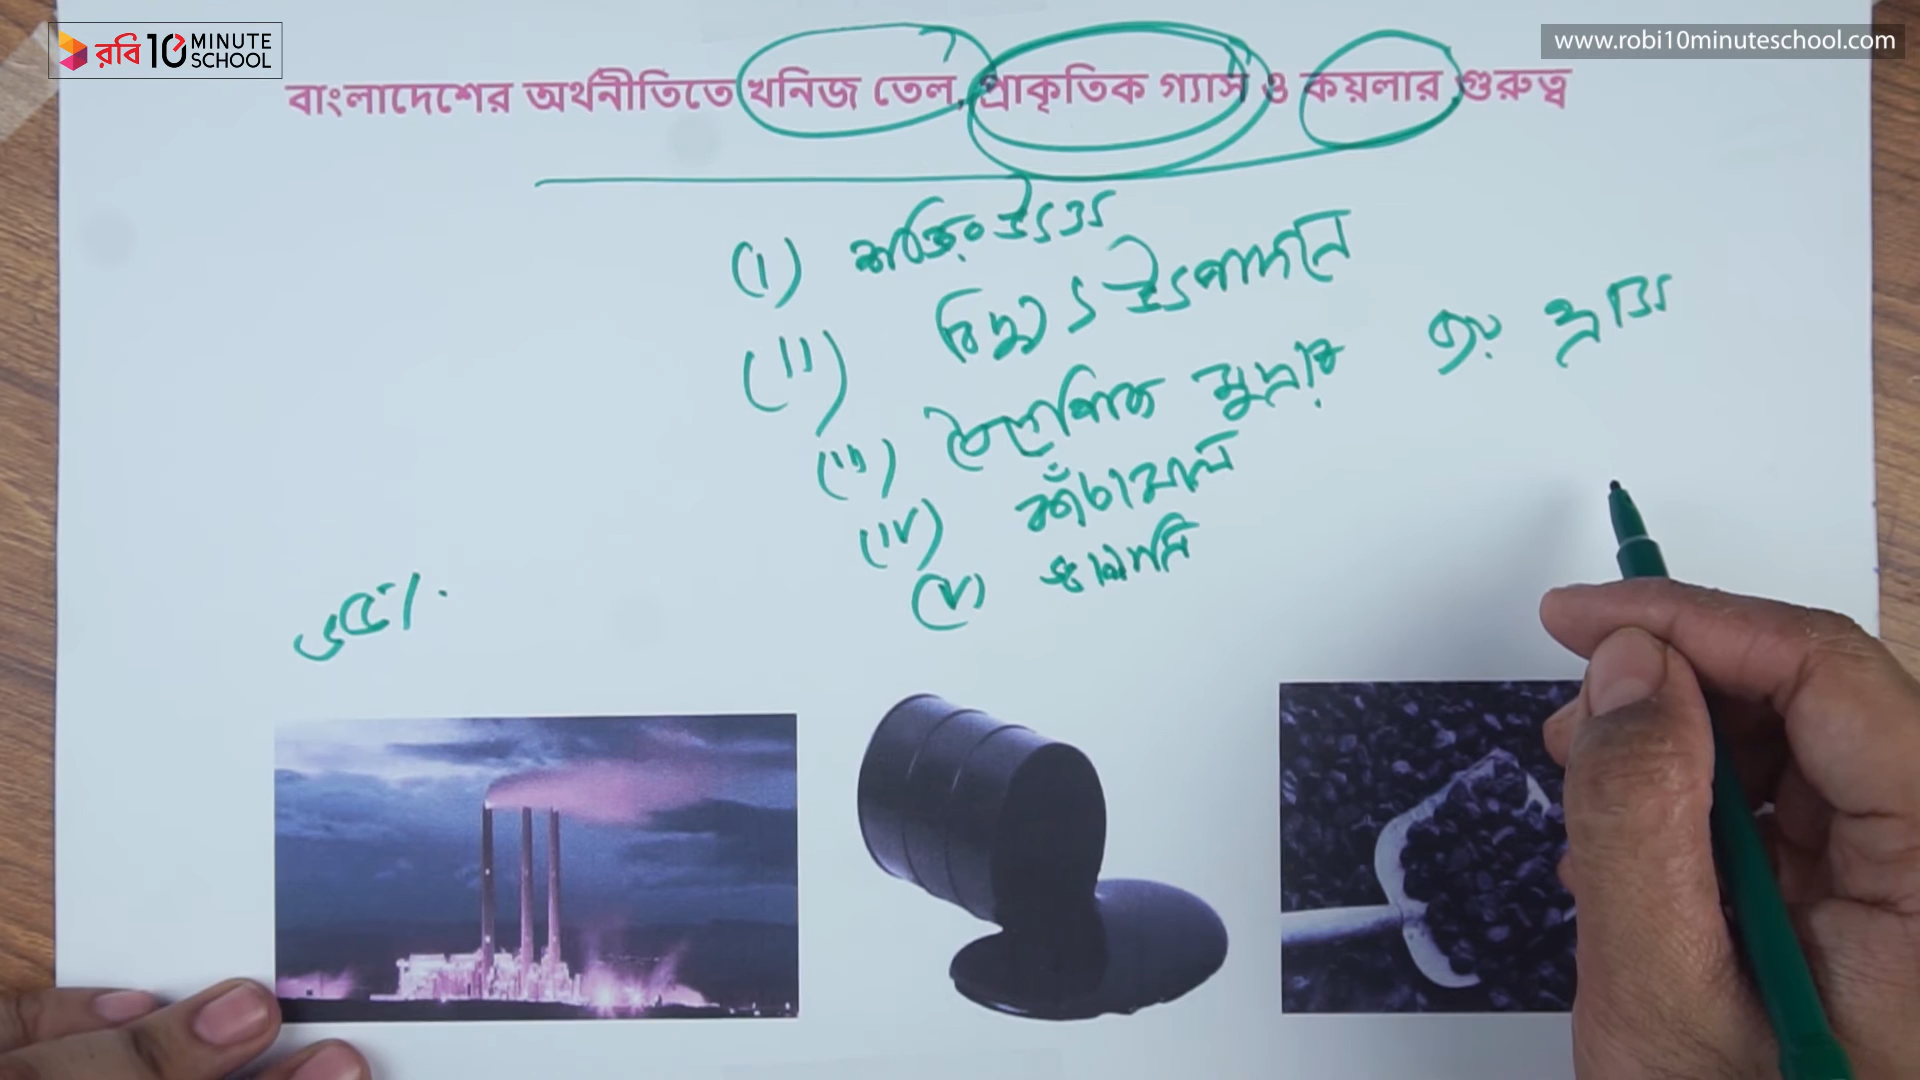 রবি 10 MINUTE SCHOOL
www.robi10minuteschool.com
বাংলাদেশের অর্থনীতিতে খনিজ তেল, প্রাকৃতিক গ্যাস ও কয়লার গুরুত্ব
(i) শক্তির উৎস
(ii) বিদ্যুৎ উৎপাদনে
(iii) বৈদেশিক মুদ্রার
(iv) কাঁচামাল
(v) জ্বালানি